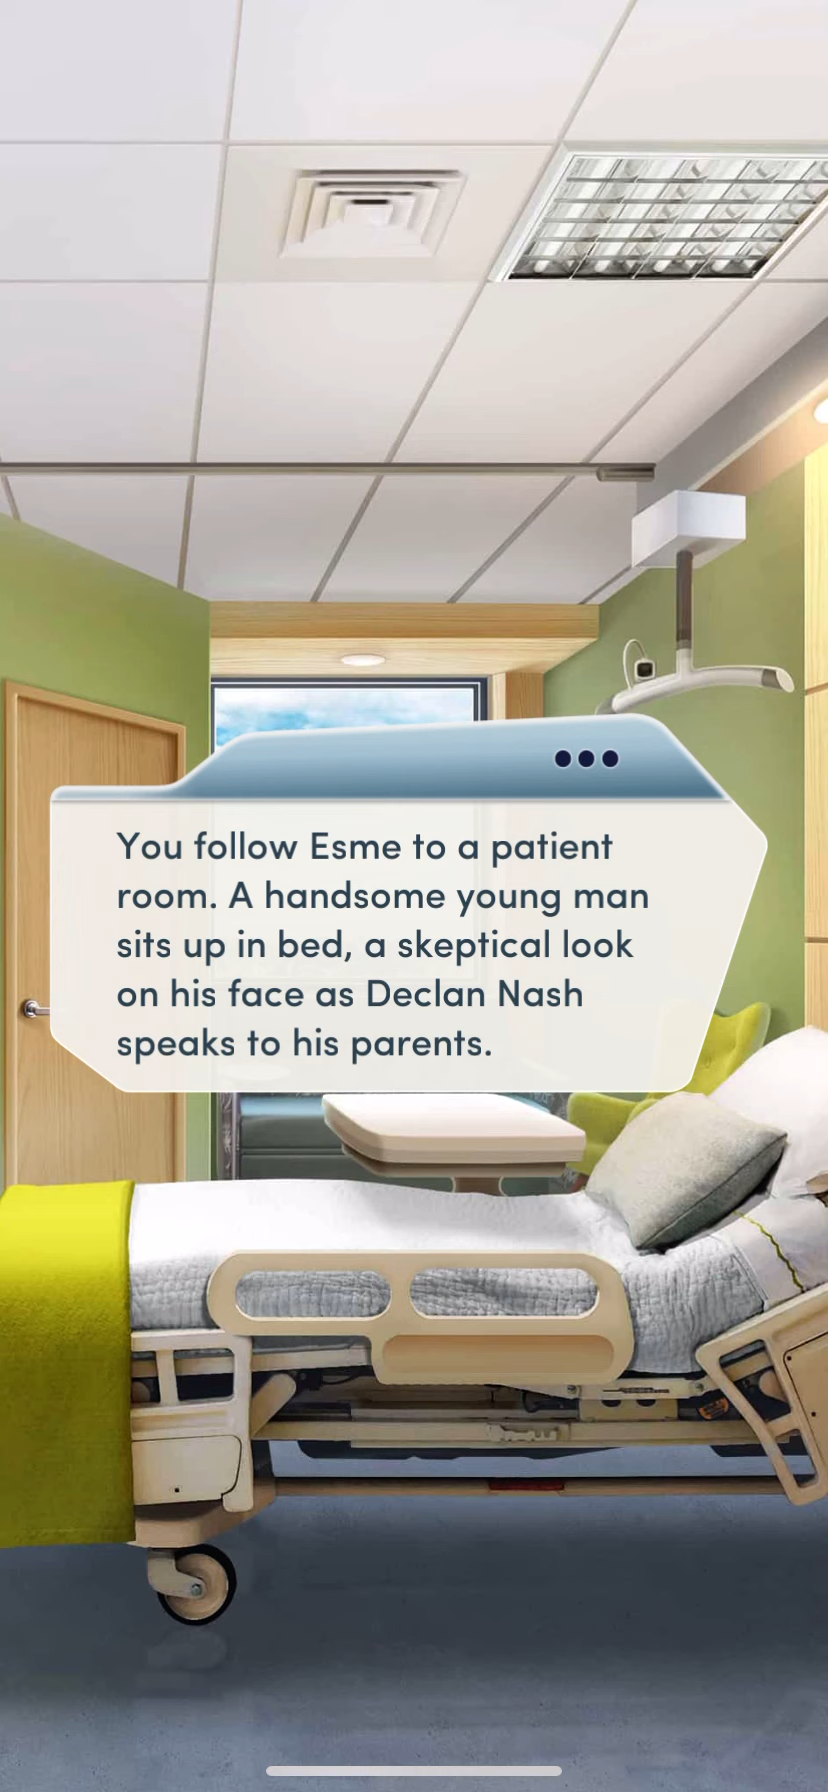 You follow Esme to a patient
room. A handsome young man
sits up in bed, a skeptical look
on his face as Declan Nash
speaks to his parents.